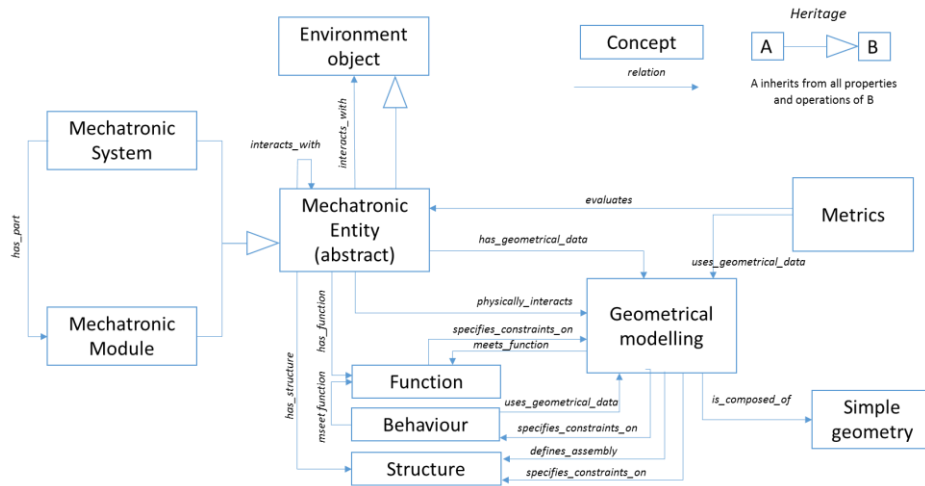 Heritage
Environment
object
Concept
A
B
relation
A inherits from all properties
and operations of B
Mechatronic
System
interacts_with
interacts_with
Mechatronic
Entity
(abstract)
evaluates
Metrics
has_part
has_geometrical_data
uses_geometrical_data
Mechatronic
Module
has_function
physically_interacts
Geometrical
modelling
specifies_constraints_on
meets_function
has_structure
Function
mseet function
Behaviour
uses_geometrical_data
is_composed_of
Simple
geometry
specifies_constraints_on
defines_assembly
Structure
specifies_constraints_on